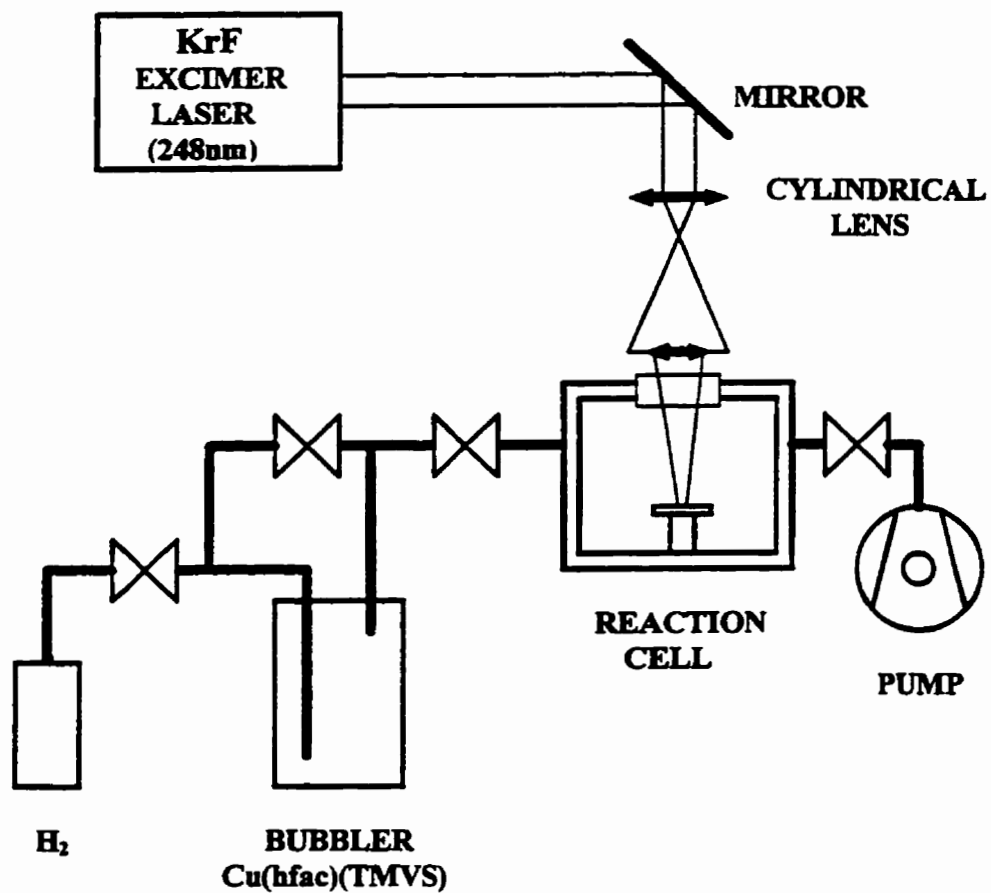 KrF
EXCIMER
LASER
(248nm)
MIRROR
CYLINDRICAL
LENS
REACTION
CELL
PUMP
H₂
BUBBLER
Cu(hfac)(TMVS)